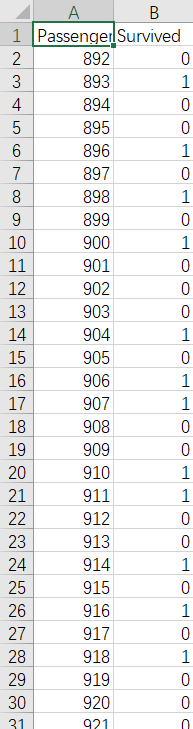 A B
1 Passenger Survived
2 892 0
3 893 1
4 894 0
5 895 0
6 896 1
7 897 0
8 898 1
9 899 0
10 900 1
11 901 0
12 902 0
13 903 0
14 904 1
15 905 0
16 906 1
17 907 1
18 908 0
19 909 0
20 910 1
21 911 1
22 912 0
23 913 0
24 914 1
25 915 0
26 916 1
27 917 0
28 918 1
29 919 0
30 920 0
31 921 0